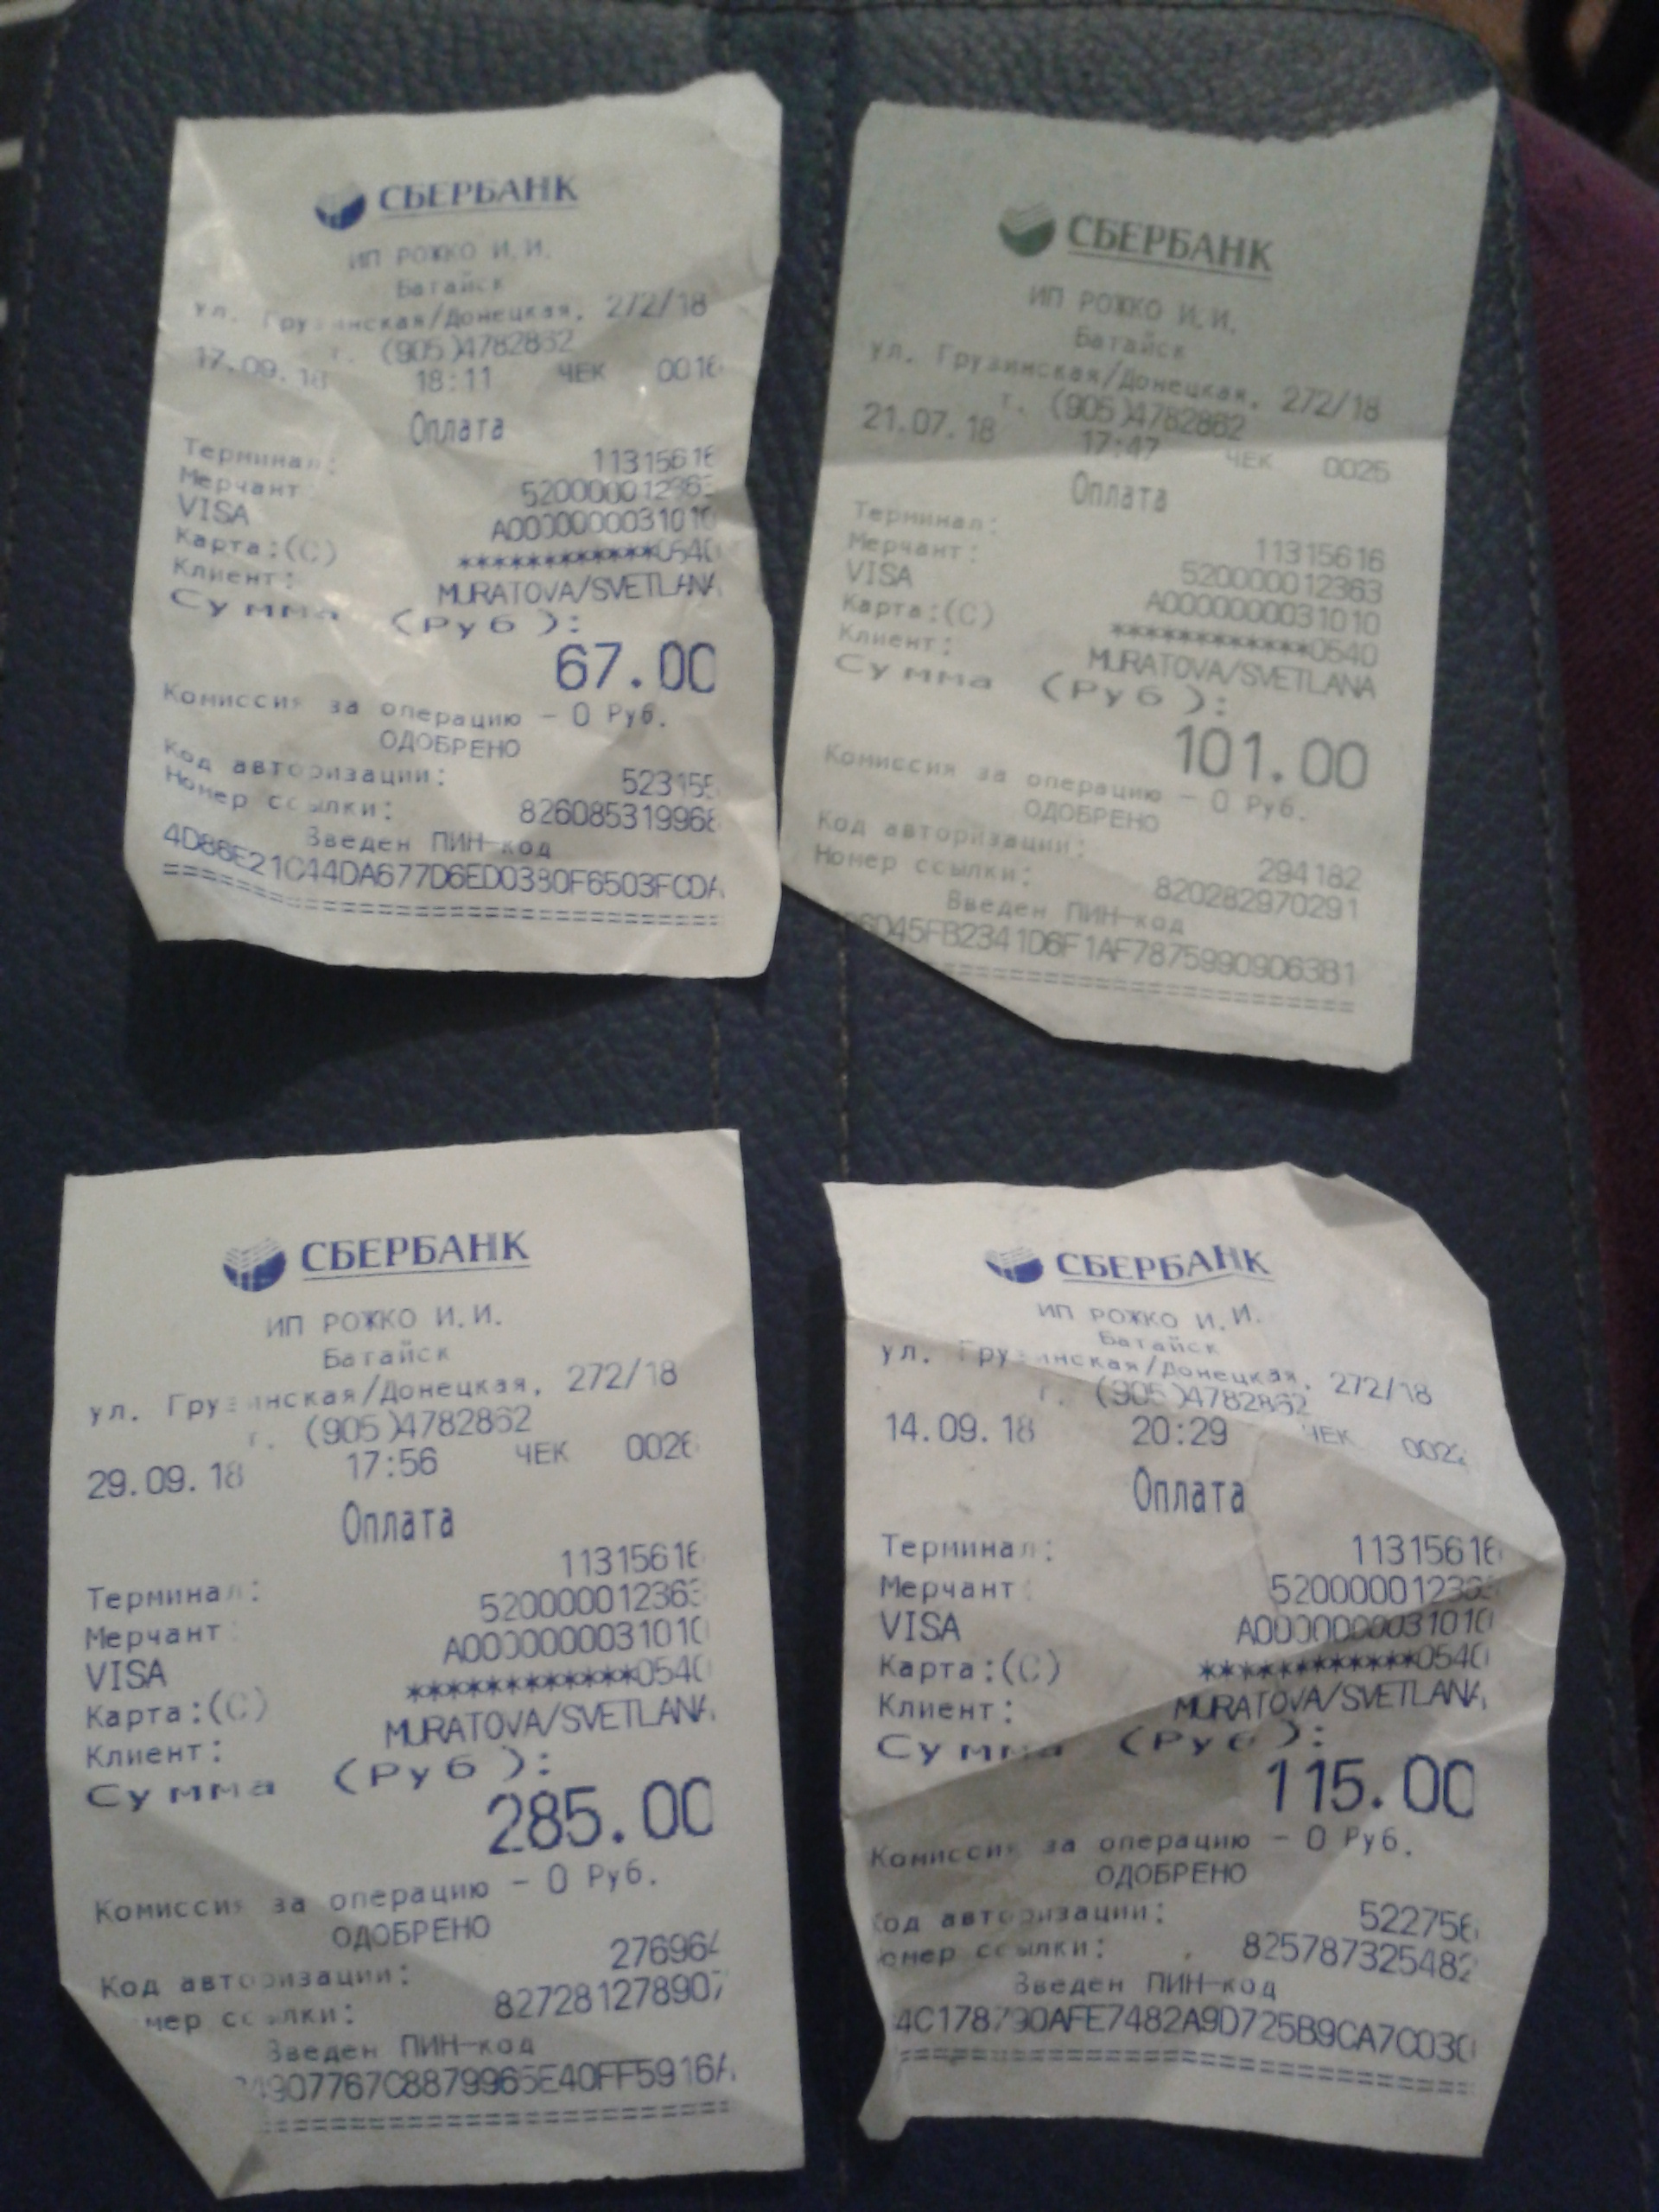 СБЕРБАНК
ИП РОЖКО И.И.
Батайск
ул. Грузинская/Донецкая, 272/18
т. (905)4782862
17.09.18 18:11 ЧЕК 0016
Оплата
Терминал: 11315616
Мерчант 520000012363
VISA A0000000031010
Карта:(C) ************0540
Клиент: MURATOVA/SVETLANA
Сумма (Руб):
67.00
Комиссия за операцию - 0 Руб.
ОДОБРЕНО
Код авторизации: 523155
Номер ссылки: 826085319968
Введен ПИН-код
4D86E21C44DA677D6ED0380F6503FCDA
================================
СБЕРБАНК
ИП РОЖКО И.И.
Батайск
ул. Грузинская/Донецкая, 272/18
т. (905)4782862
21.07.18 17:47 ЧЕК 0025
Оплата
Терминал: 11315616
Мерчант: 520000012363
VISA A0000000031010
Карта:(C) ************0540
Клиент: MURATOVA/SVETLANA
Сумма (Руб):
101.00
Комиссия за операцию - 0 Руб.
ОДОБРЕНО
Код авторизации: 294182
Номер ссылки: 820282970291
Введен ПИН-код
6D45FB2341D6F1AF78759909D63B1
================================
СБЕРБАНК
ИП РОЖКО И.И.
Батайск
ул. Грузинская/Донецкая, 272/18
т. (905)4782862
29.09.18 17:56 ЧЕК 0026
Оплата
Терминал: 11315616
Мерчант 520000012363
VISA A0000000031010
Карта:(C) ************0540
Клиент: MURATOVA/SVETLANA
Сумма (Руб):
285.00
Комиссия за операцию - 0 Руб.
ОДОБРЕНО
Код авторизации: 276964
мер ссылки: 827281278907
Введен ПИН-код
4907767C8879965E40FF5916A
================================
СБЕРБАНК
ИП РОЖКО И.И.
Батайск
ул. Грузинская/Донецкая, 272/18
т. (905)4782862
14.09.18 20:29 ЧЕК 0022
Оплата
Терминал: 11315616
Мерчант 520000012363
VISA A0000000031010
Карта:(C) ************0540
Клиент: MURATOVA/SVETLANA
Сумма (Руб):
115.00
Комиссия за операцию - 0 Руб.
ОДОБРЕНО
Код авторизации: 522756
омер ссылки: 825787325482
Введен ПИН-код
4C178790AFE7482A9D725B9CA7C030
================================